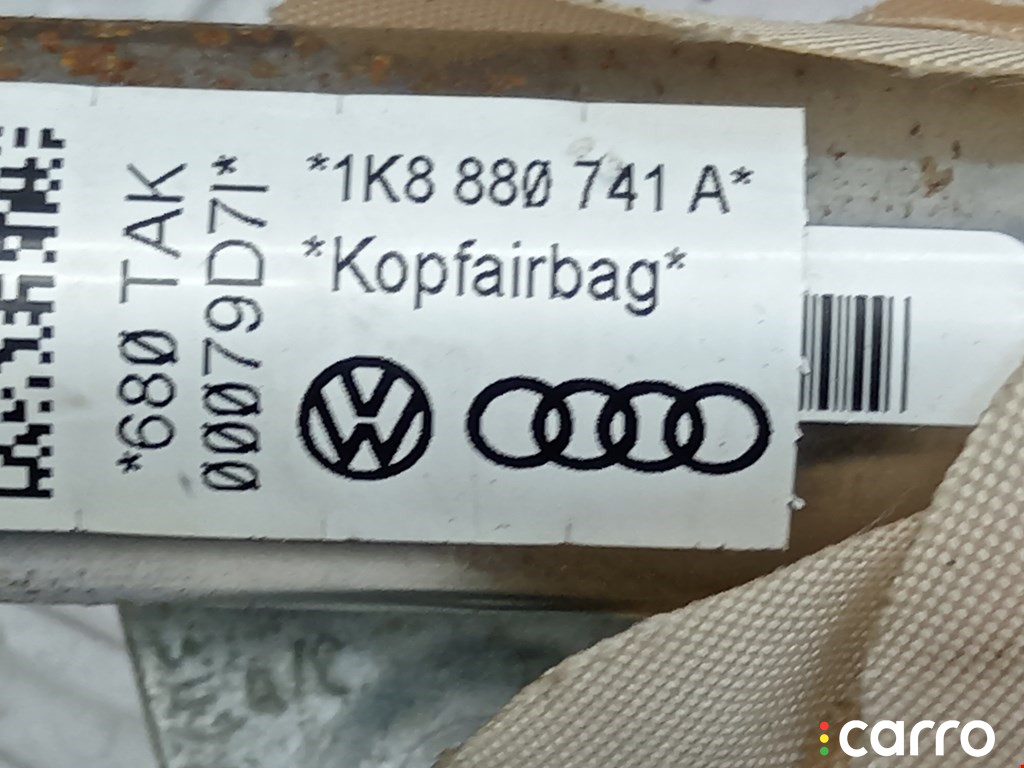 *680 TAK
00079D7I*
*1K8 880 741 A*
*Kopfairbag*
carro